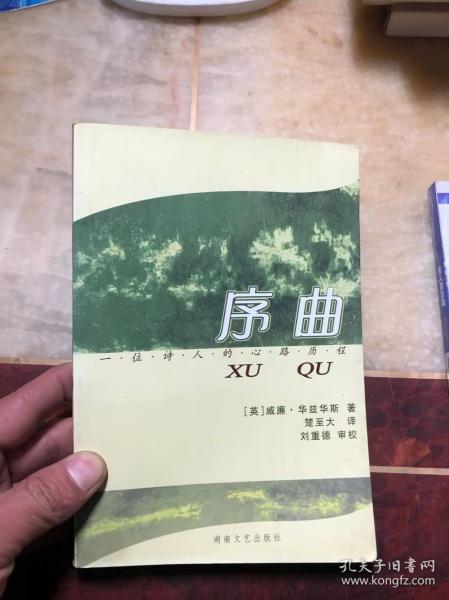 序曲
一·位·诗·人·的·心·路·历·程
XU QU
[英]威廉·华兹华斯 著
楚至大 译
刘重德 审校
湖南文艺出版社
孔夫子旧书网
www.kongfz.com